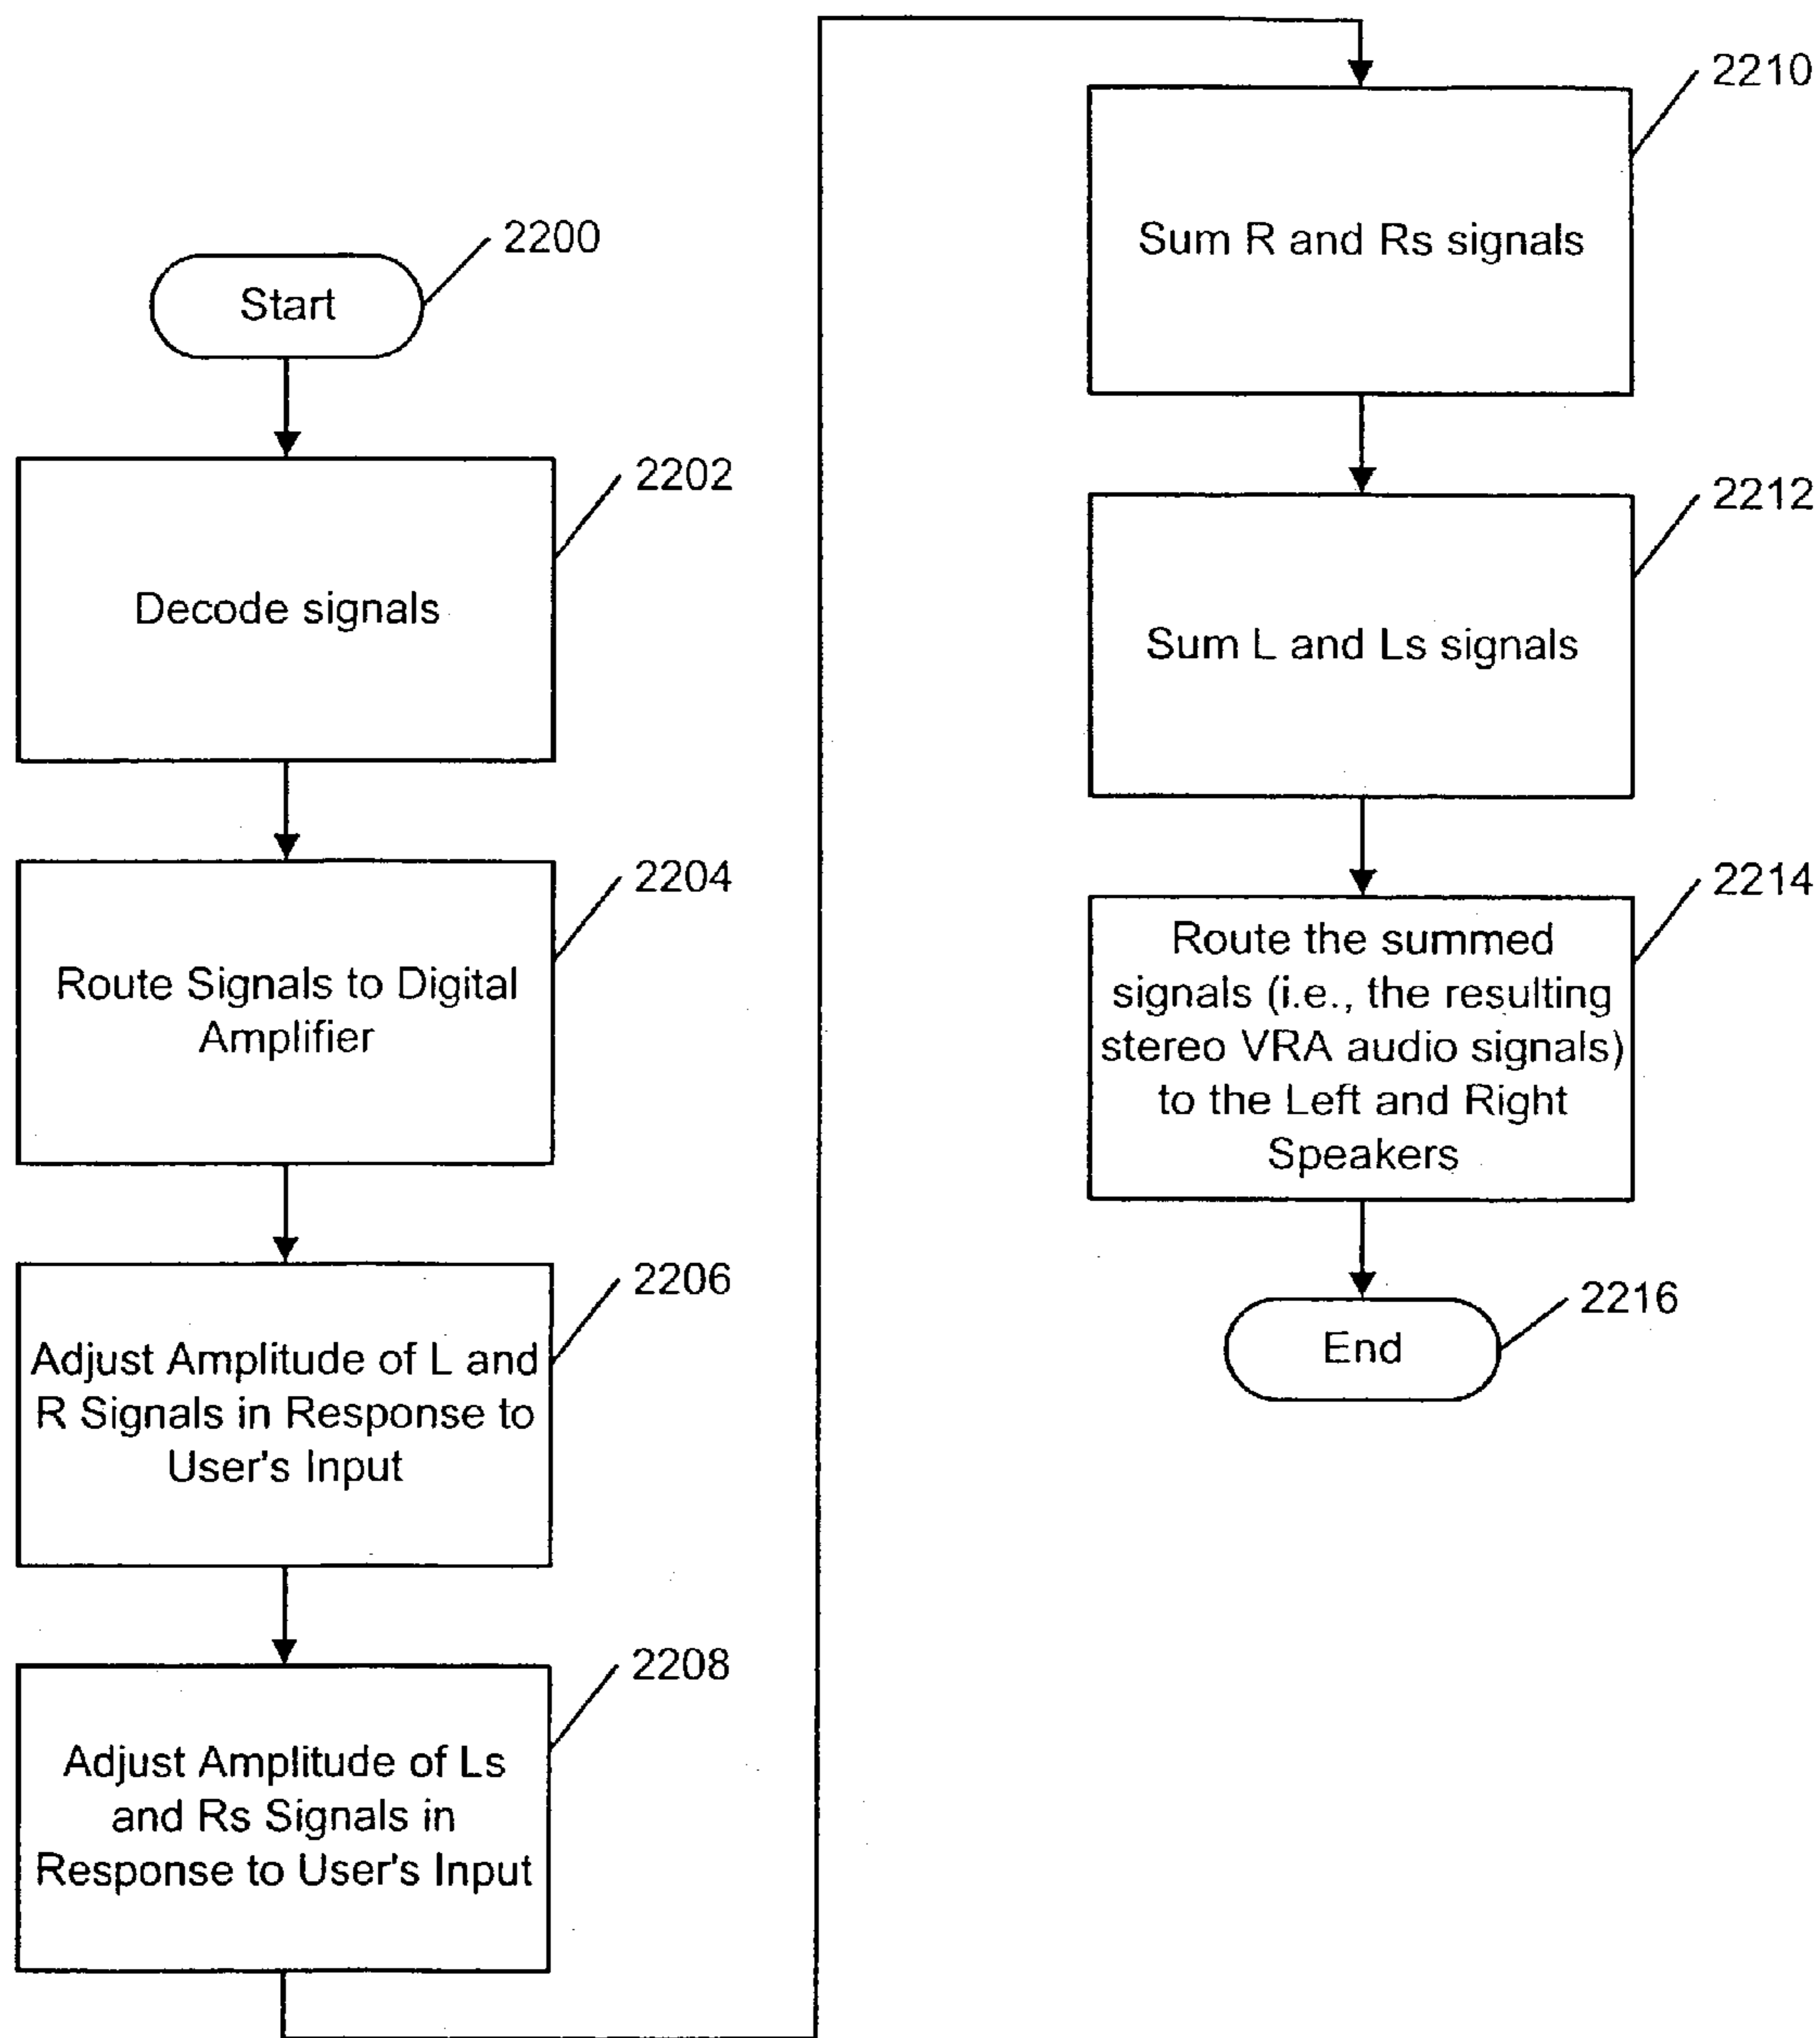 2200
Start
2202
Decode signals
2204
Route Signals to Digital
Amplifier
2206
Adjust Amplitude of L and
R Signals in Response to
User's Input
2208
Adjust Amplitude of Ls
and Rs Signals in
Response to User's Input
2210
Sum R and Rs signals
2212
Sum L and Ls signals
2214
Route the summed
signals (i.e., the resulting
stereo VRA audio signals)
to the Left and Right
Speakers
2216
End